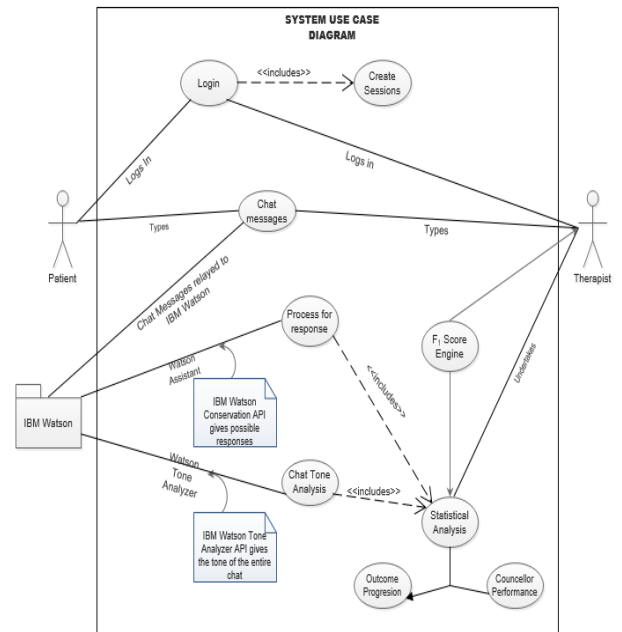 SYSTEM USE CASE
DIAGRAM
Login
<<includes>>
Create
Sessions
Logs In
Logs in
Chat
messages
Types
Types
Patient
Therapist
Chat Messages relayed to
IBM Watson
Process for
response
F₁ Score
Engine
Watson
Assistant
<<includes>>
Undertakes
IBM Watson
IBM Watson
Conservation API
gives possible
responses
Watson
Tone
Analyzer
Chat Tone
Analysis
<<includes>>
Statistical
Analysis
IBM Watson Tone
Analyzer API gives
the tone of the entire
chat
Outcome
Progresion
Councellor
Performance